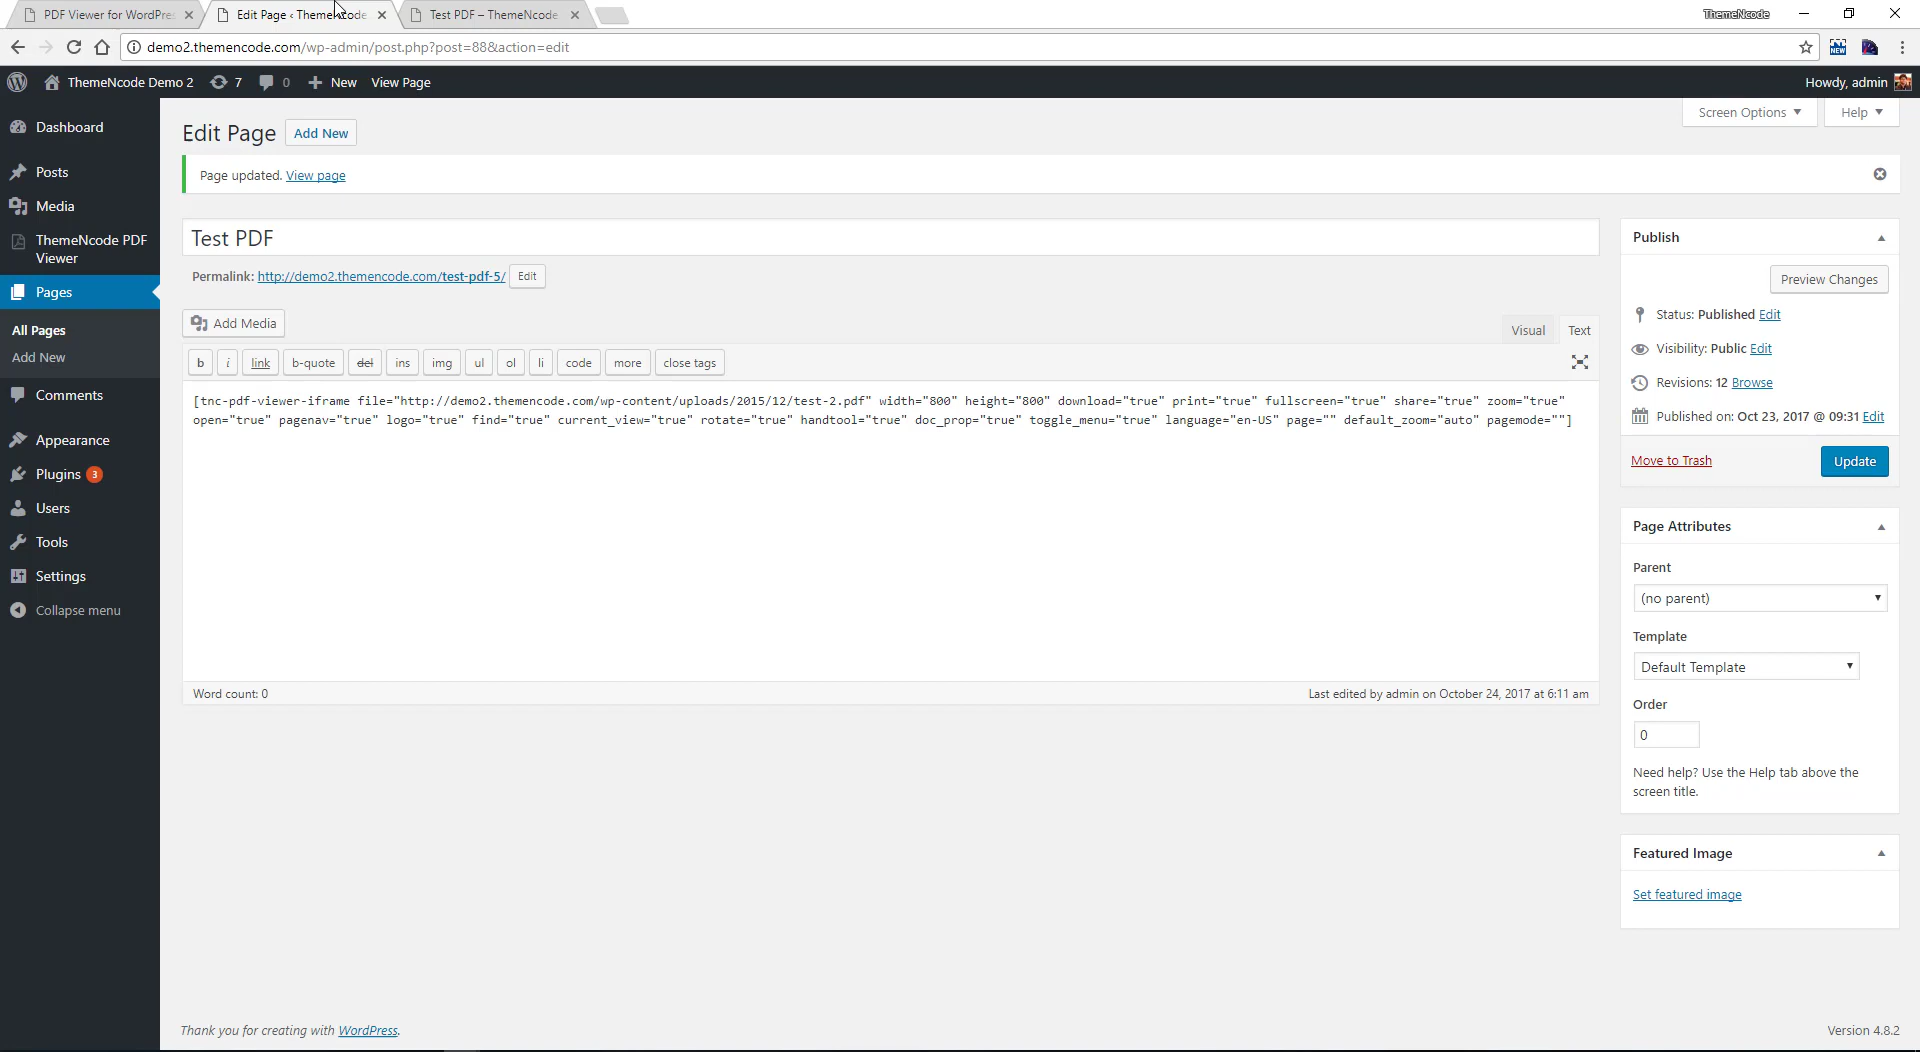 PDF Viewer for WordPre
Edit Page ‹ ThemeNcode
Test PDF – ThemeNcode
ThemeNcode
demo2.themencode.com/wp-admin/post.php?post=88&action=edit
NEW
ThemeNcode Demo 2
7
0
New
View Page
Howdy, admin
Dashboard
Posts
Media
ThemeNcode PDF
Viewer
Pages
All Pages
Add New
Comments
Appearance
Plugins 3
Users
Tools
Settings
Collapse menu
Screen Options
Help
Edit Page
Add New
Page updated. View page
Test PDF
Permalink: http://demo2.themencode.com/test-pdf-5/
Edit
Add Media
Visual
Text
b
i
link
b-quote
del
ins
img
ul
ol
li
code
more
close tags
[tnc-pdf-viewer-iframe file="http://demo2.themencode.com/wp-content/uploads/2015/12/test-2.pdf" width="800" height="800" download="true" print="true" fullscreen="true" share="true" zoom="true"
open="true" pagenav="true" logo="true" find="true" current_view="true" rotate="true" handtool="true" doc_prop="true" toggle_menu="true" language="en-US" page="" default_zoom="auto" pagemode=""]
Word count: 0
Last edited by admin on October 24, 2017 at 6:11 am
Publish
Preview Changes
Status: Published Edit
Visibility: Public Edit
Revisions: 12 Browse
Published on: Oct 23, 2017 @ 09:31 Edit
Move to Trash
Update
Page Attributes
Parent
(no parent)
Template
Default Template
Order
0
Need help? Use the Help tab above the
screen title.
Featured Image
Set featured image
Thank you for creating with WordPress.
Version 4.8.2